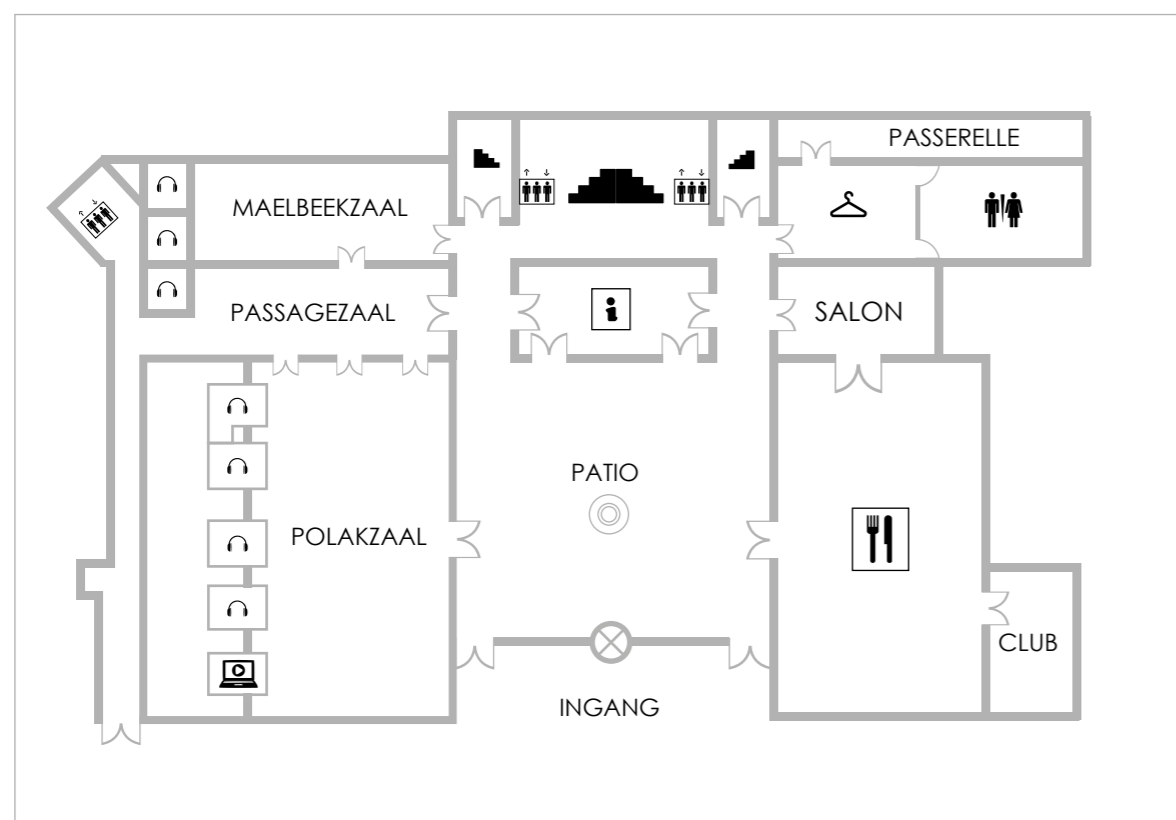 PASSERELLE
MAELBEEKZAAL
PASSAGEZAAL
SALON
PATIO
POLAKZAAL
CLUB
INGANG